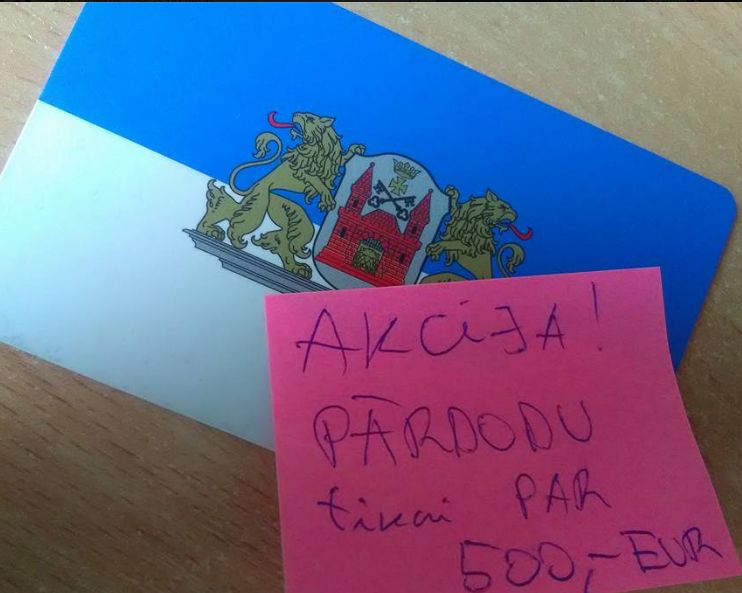 AKCiJA!
PĀRDODU
tikai PAR
500,- EUR